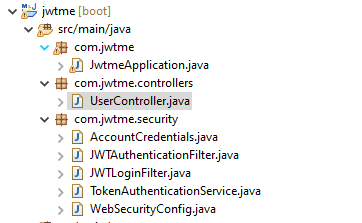 jwtme [boot]
src/main/java
com.jwtme
JwtmeApplication.java
com.jwtme.controllers
UserController.java
com.jwtme.security
AccountCredentials.java
JWTAuthenticationFilter.java
JWTLoginFilter.java
TokenAuthenticationService.java
WebSecurityConfig.java